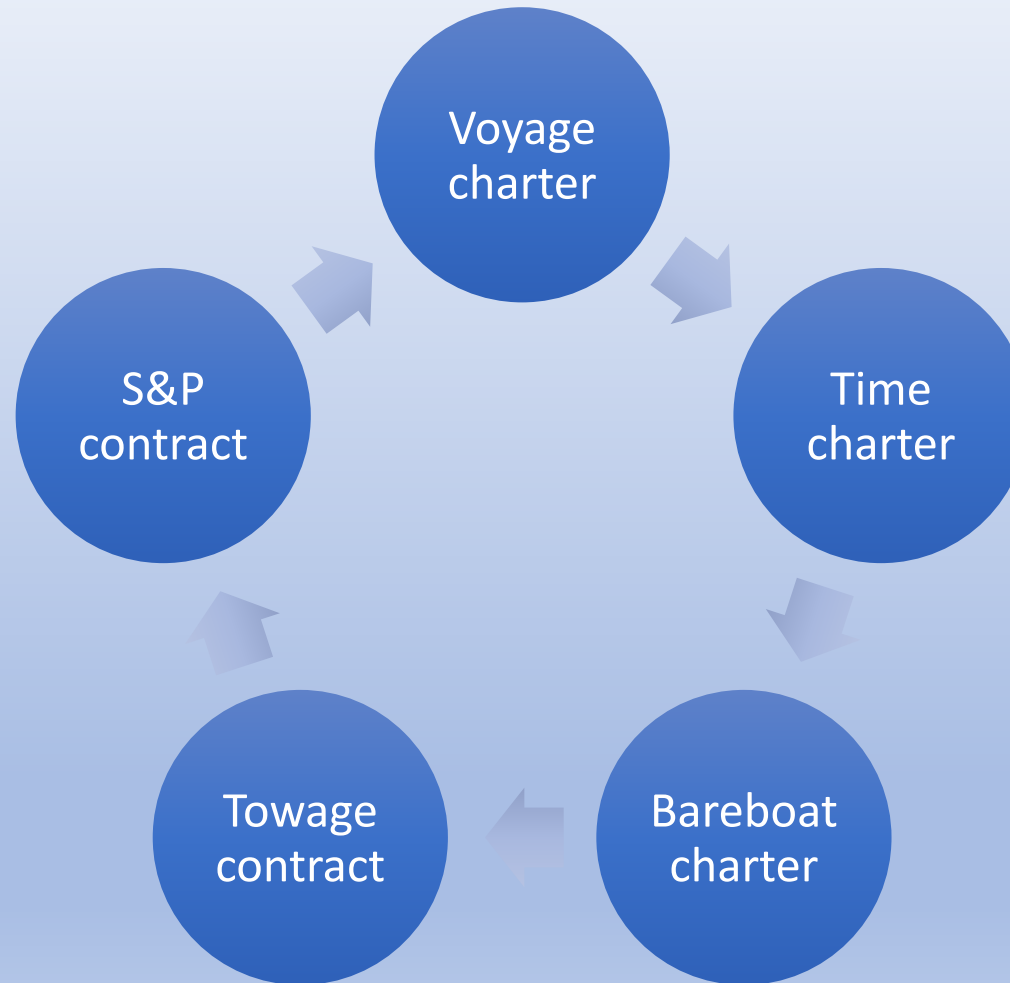 Voyage
charter
Time
charter
Bareboat
charter
Towage
contract
S&P
contract